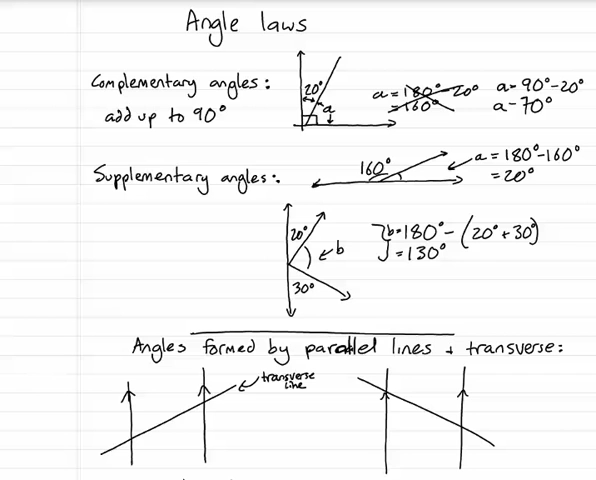 Angle laws
Complementary angles:
add up to 90°
20°
a
a = 180° - 20°
= 160°
a = 90° - 20°
a - 70°
Supplementary angles:
160°
a = 180° - 160°
= 20°
20°
b
30°
b = 180° - (20° + 30°)
= 130°
Angles formed by parallel lines + transverse:
transverse
line